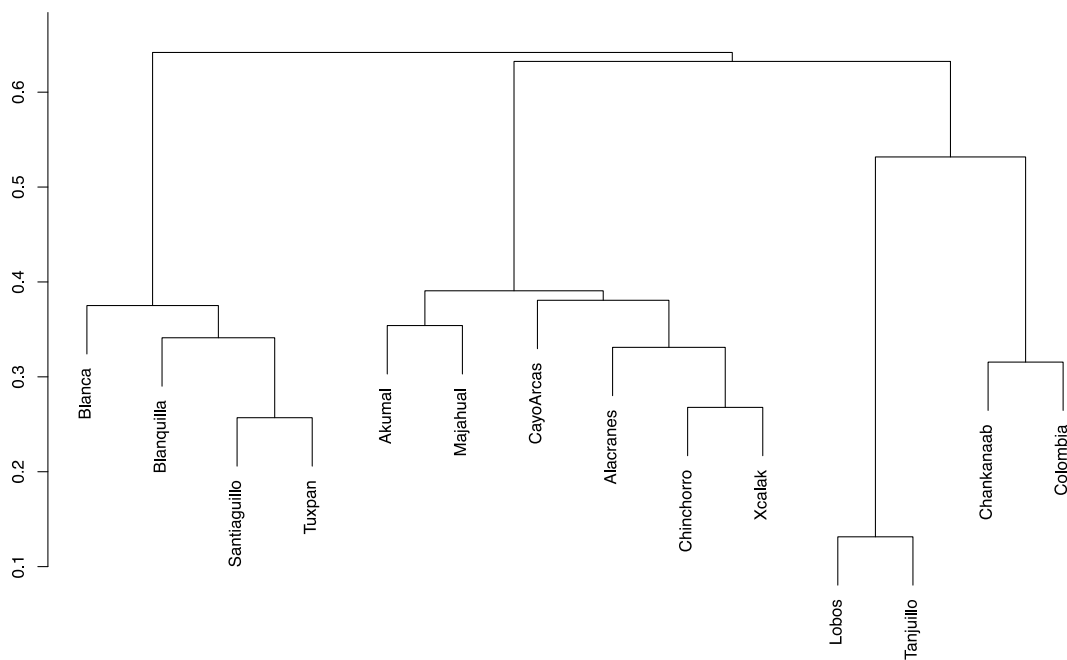 0.6
0.5
0.4
0.3
0.2
0.1
Blanca
Blanquilla
Santiaguillo
Tuxpan
Akumal
Majahual
CayoArcas
Alacranes
Chinchorro
Xcalak
Lobos
Tanjuillo
Chankanaab
Colombia